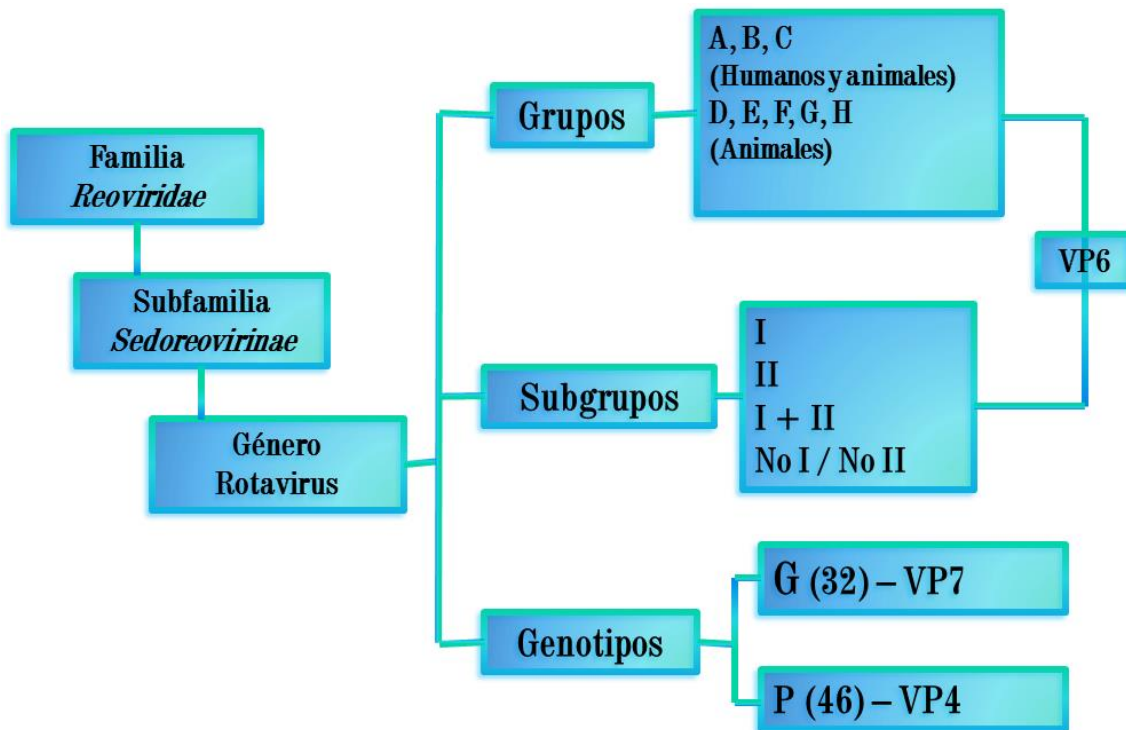 Familia
Reoviridae
Subfamilia
Sedoreovirinae
Género
Rotavirus
Grupos
A, B, C
(Humanos y animales)
D, E, F, G, H
(Animales)
VP6
Subgrupos
I
II
I + II
No I / No II
Genotipos
G (32) – VP7
P (46) – VP4